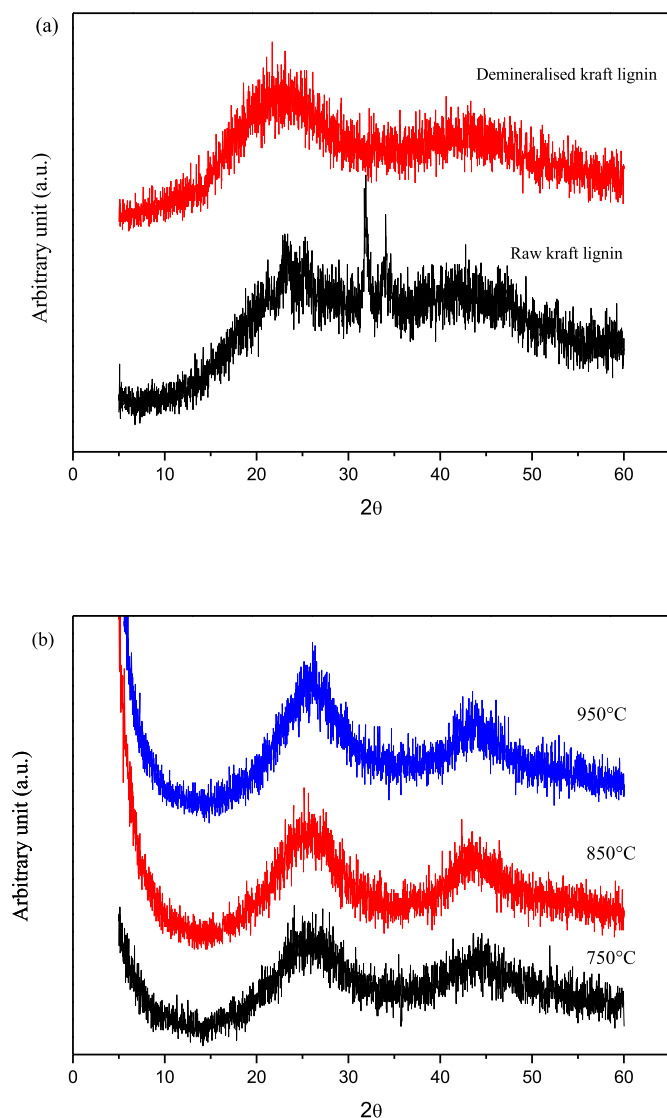 (a)
Demineralised kraft lignin
Raw kraft lignin
Arbitrary unit (a.u.)
0 10 20 30 40 50 60
2θ
(b)
950°C
850°C
750°C
Arbitrary unit (a.u.)
0 10 20 30 40 50 60
2θ